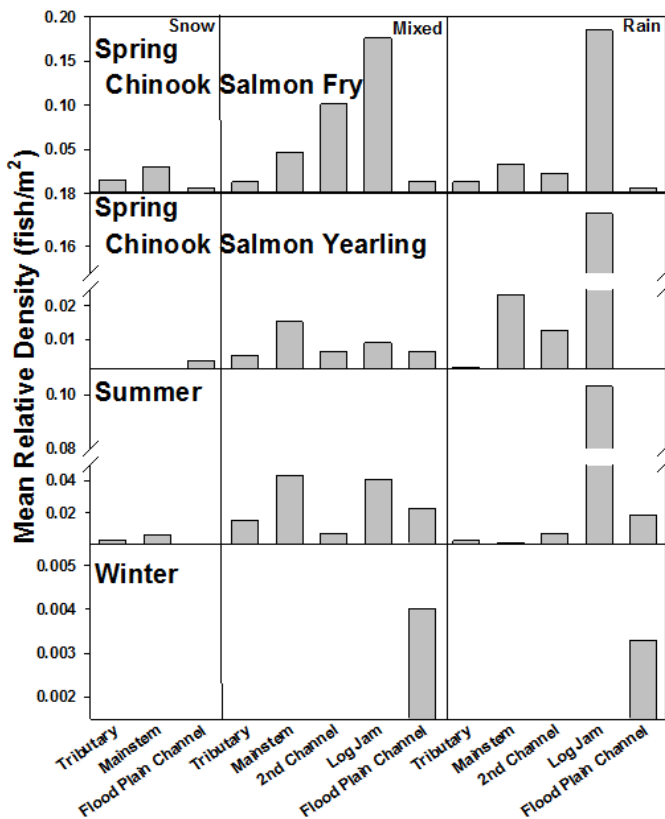 Mean Relative Density (fish/m²)
Snow
Mixed
Rain
Spring
Chinook Salmon Fry
0.20
0.15
0.10
0.05
0.18
Spring
Chinook Salmon Yearling
0.16
0.02
0.01
Summer
0.10
0.08
0.04
0.02
Winter
0.005
0.004
0.003
0.002
Tributary
Mainstem
Flood Plain Channel
Tributary
Mainstem
2nd Channel
Log Jam
Flood Plain Channel
Tributary
Mainstem
2nd Channel
Log Jam
Flood Plain Channel